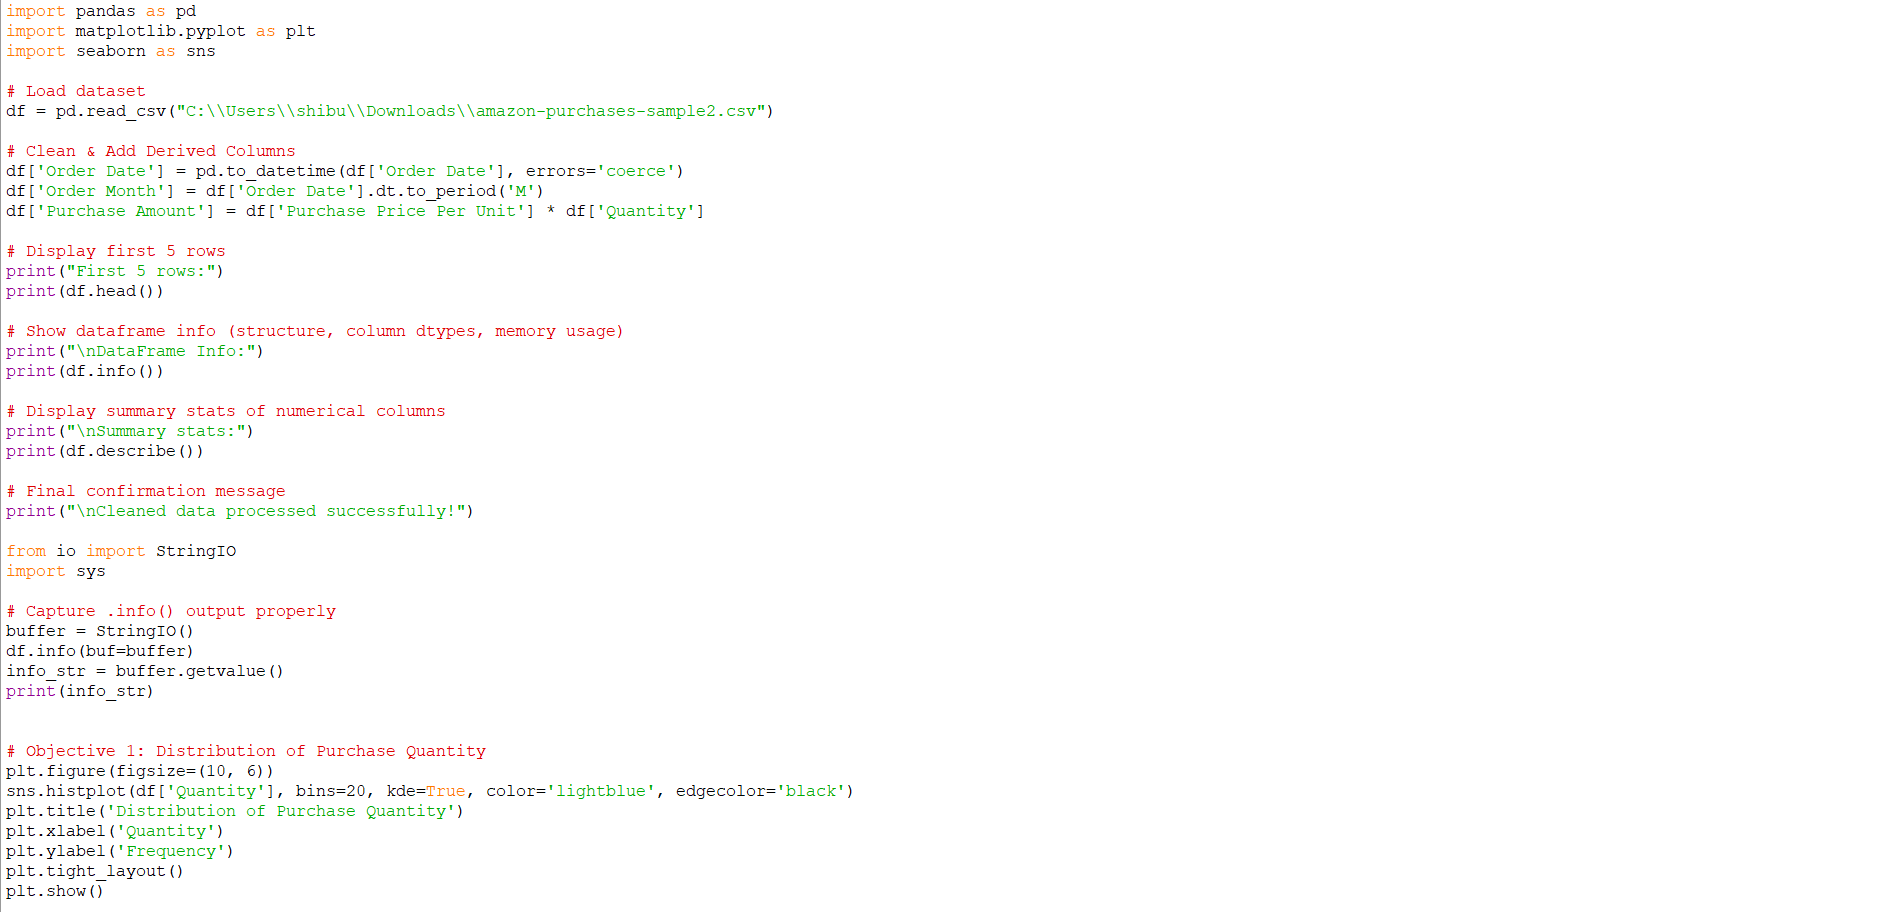 import pandas as pd
import matplotlib.pyplot as plt
import seaborn as sns

# Load dataset
df = pd.read_csv("C:\\Users\\shibu\\Downloads\\amazon-purchases-sample2.csv")

# Clean & Add Derived Columns
df['Order Date'] = pd.to_datetime(df['Order Date'], errors='coerce')
df['Order Month'] = df['Order Date'].dt.to_period('M')
df['Purchase Amount'] = df['Purchase Price Per Unit'] * df['Quantity']

# Display first 5 rows
print("First 5 rows:")
print(df.head())

# Show dataframe info (structure, column dtypes, memory usage)
print("\nDataFrame Info:")
print(df.info())

# Display summary stats of numerical columns
print("\nSummary stats:")
print(df.describe())

# Final confirmation message
print("\nCleaned data processed successfully!")

from io import StringIO
import sys

# Capture .info() output properly
buffer = StringIO()
df.info(buf=buffer)
info_str = buffer.getvalue()
print(info_str)


# Objective 1: Distribution of Purchase Quantity
plt.figure(figsize=(10, 6))
sns.histplot(df['Quantity'], bins=20, kde=True, color='lightblue', edgecolor='black')
plt.title('Distribution of Purchase Quantity')
plt.xlabel('Quantity')
plt.ylabel('Frequency')
plt.tight_layout()
plt.show()